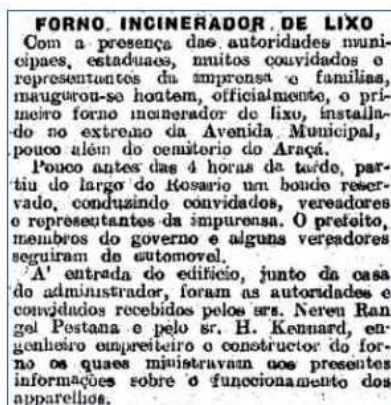 FORNO INCINERADOR DE LIXO
Com a presença das autoridades muni-
cipaes, estaduaes, muitos convidados e
representantes da imprensa e familias,
inaugurou-se hontem, officialmente, o pri-
meiro forno incinerador de lixo, installa-
do no extremo da Avenida Municipal,
pouco além do cemiterio do Araçá.
Pouco antes das 4 horas da tarde, par-
tiu do largo do Rosario um bonde reser-
vado, conduzindo convidados, vereadores
e representantes da impurensa. O prefeito,
membros do governo e alguns vereadores
seguiram de automovel.
A' entrada do edificio, junto da casa
do administrador, foram as autoridades e
convidados recebidos pelos srs. Nereu Ran
gel Pestana e pelo sr. H. Kennard, en-
genheiro empreiteiro e constructor do for-
no os quaes ministravam aos presentes
informações sobre o funccionamento dos
apparelhos.